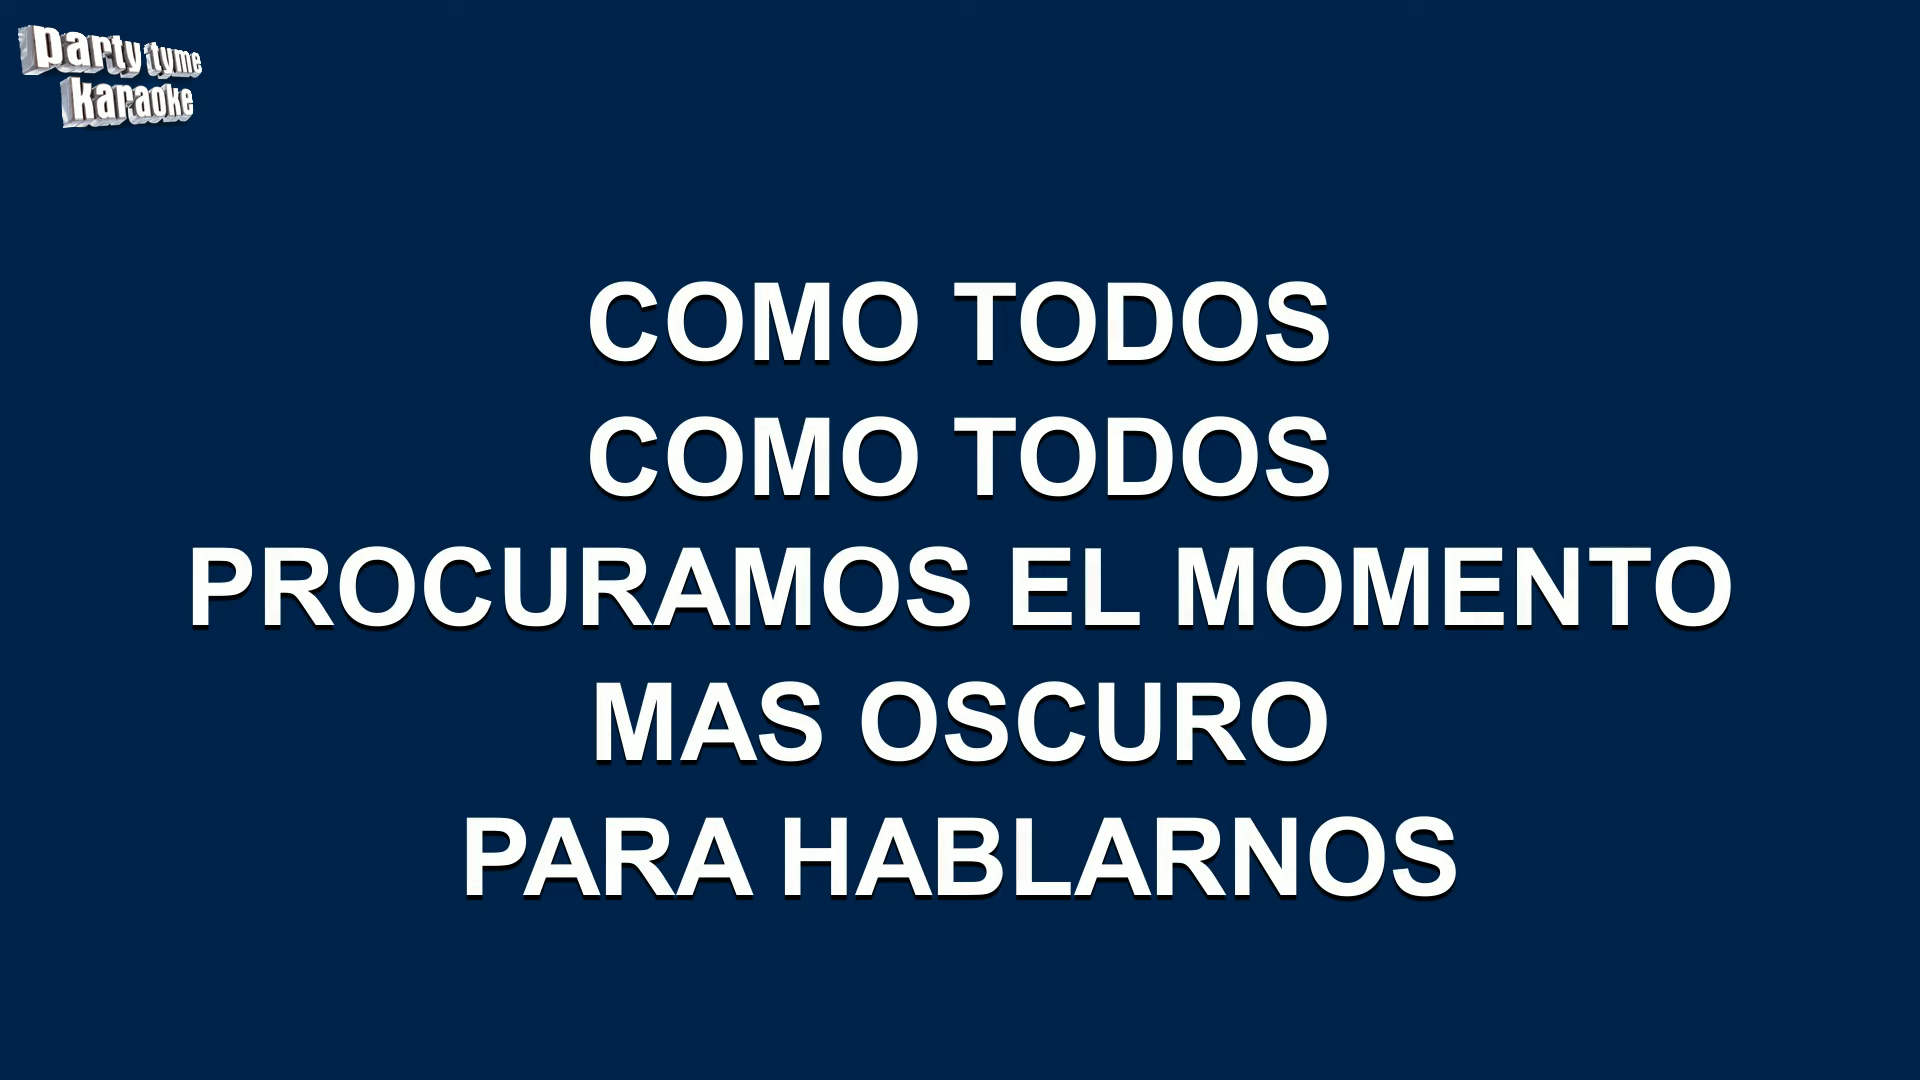 party tyme
karaoke
COMO TODOS
COMO TODOS
PROCURAMOS EL MOMENTO
MAS OSCURO
PARA HABLARNOS